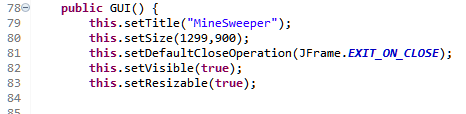 78 public GUI() {
79 this.setTitle("MineSweeper");
80 this.setSize(1299,900);
81 this.setDefaultCloseOperation(JFrame.EXIT_ON_CLOSE);
82 this.setVisible(true);
83 this.setResizable(true);
84
85